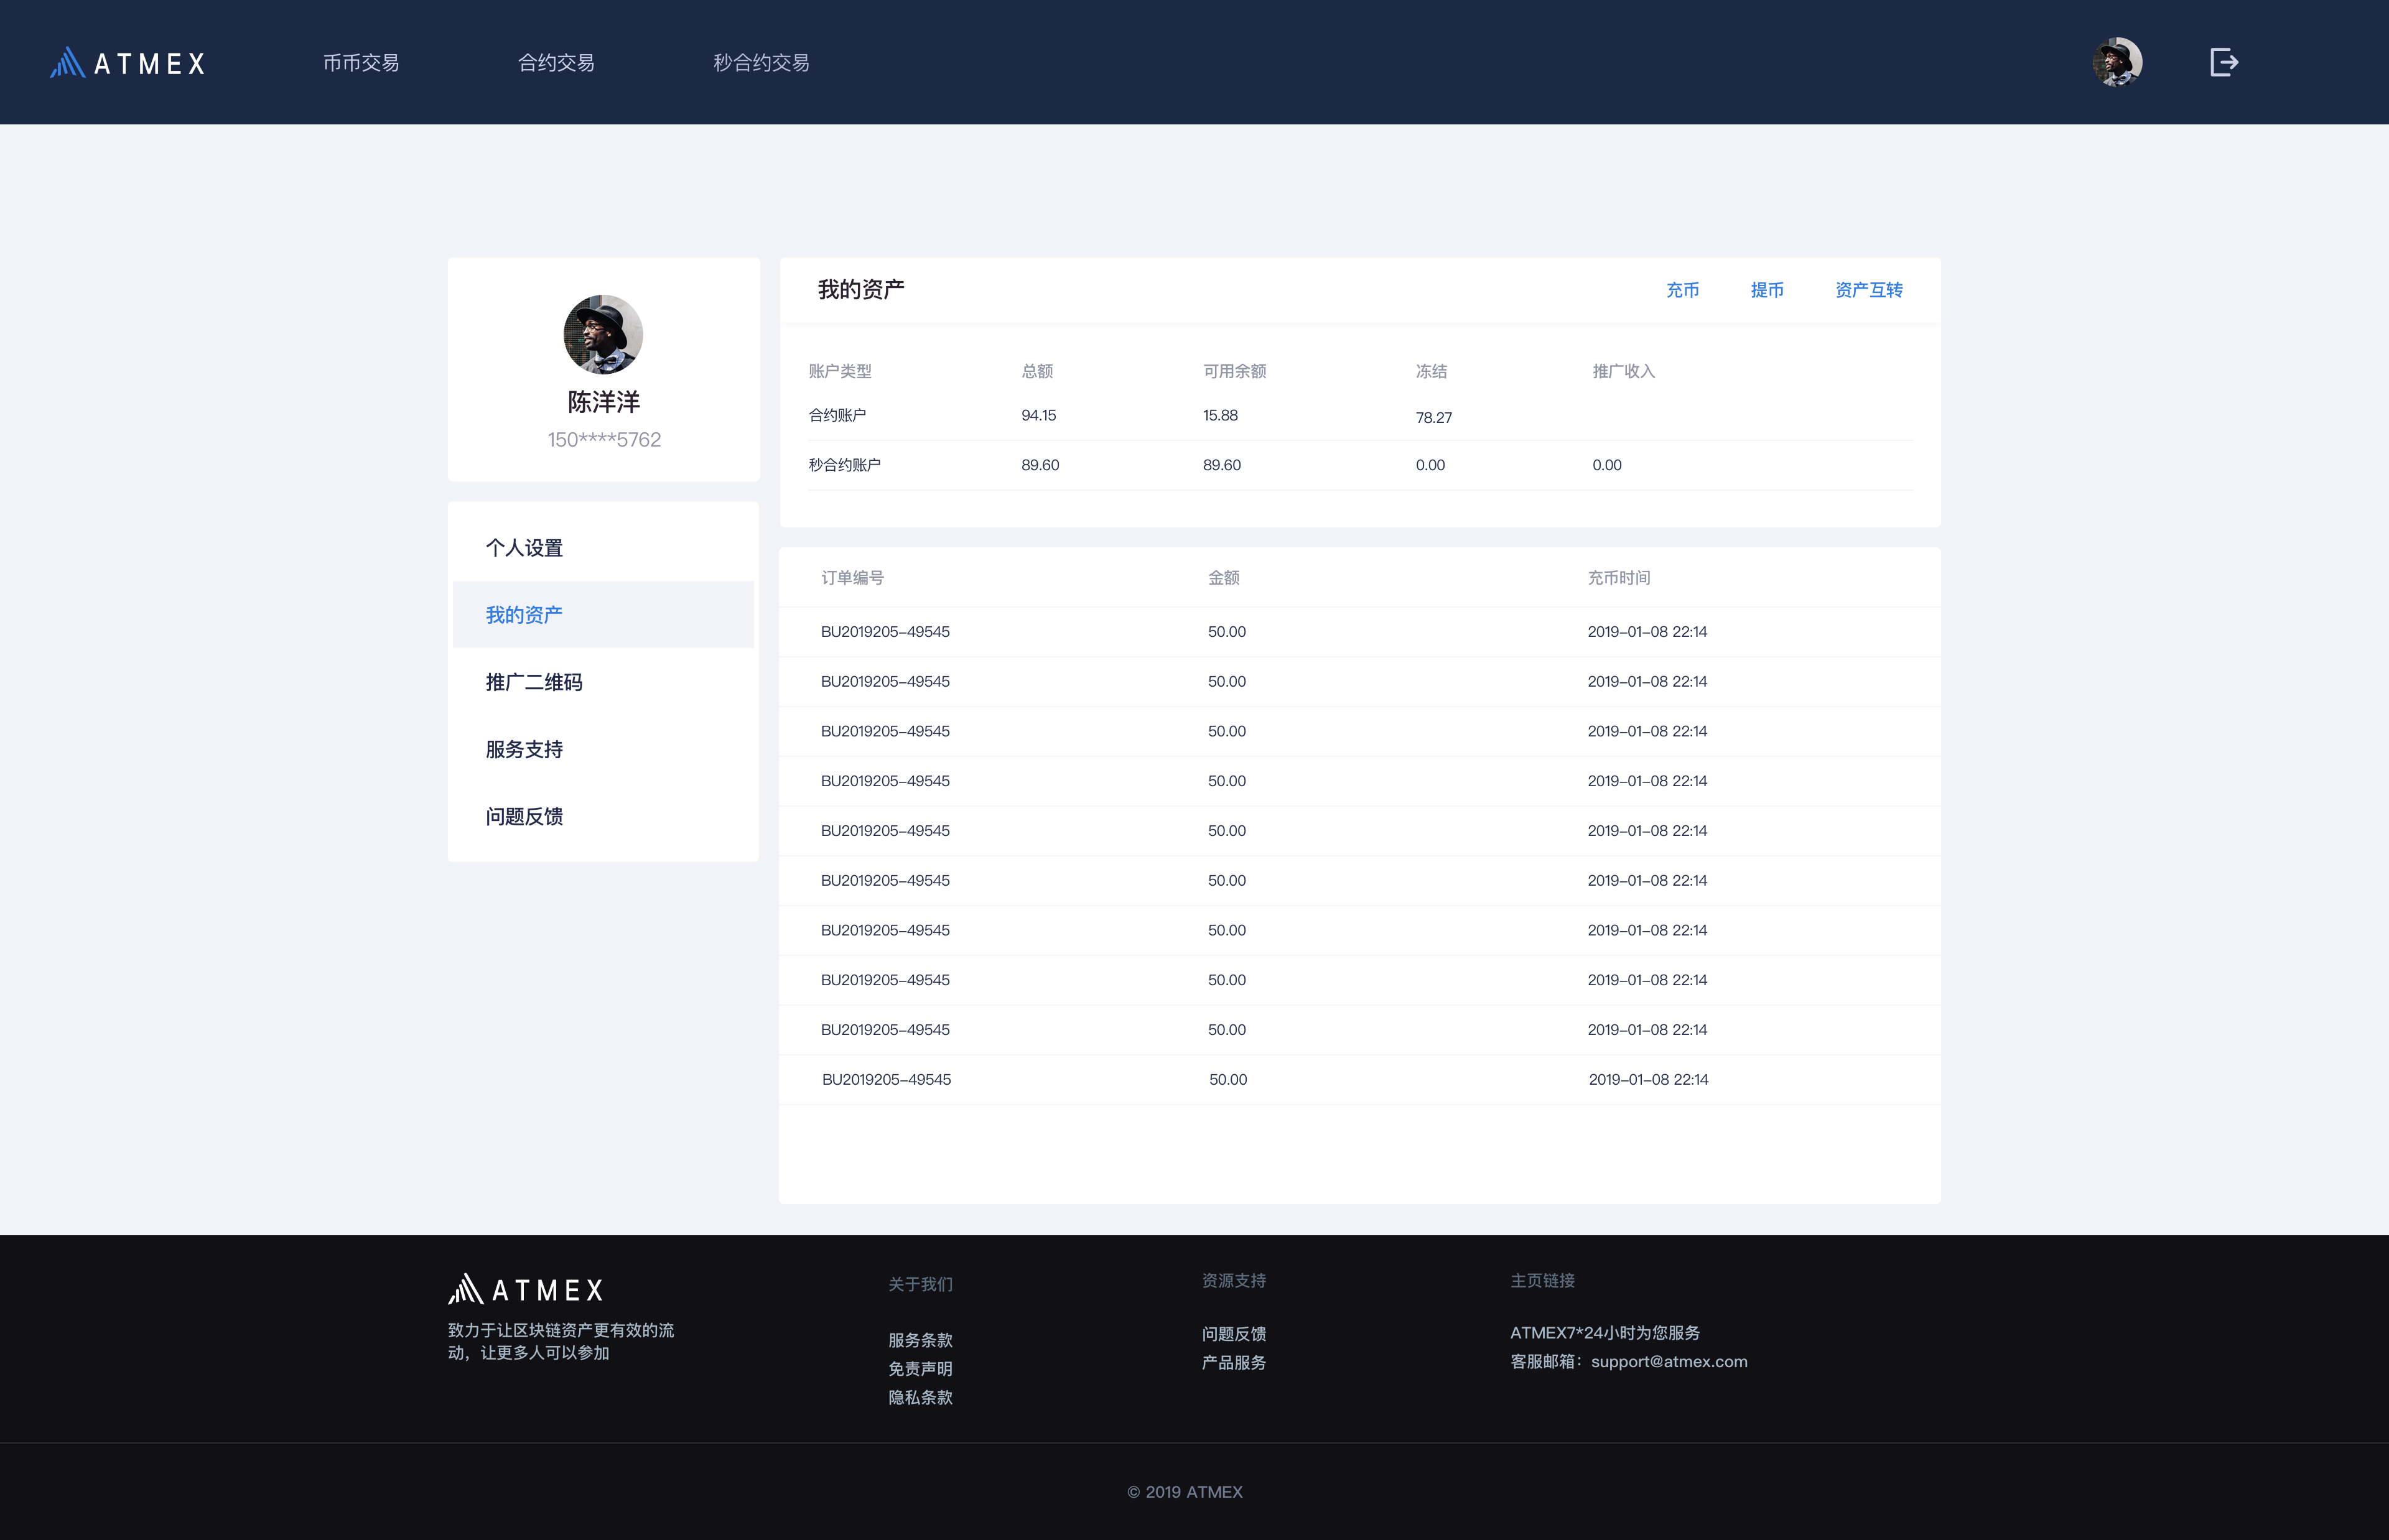 ATMEX 币币交易 合约交易 秒合约交易
陈洋洋
150****5762
个人设置
我的资产
推广二维码
服务支持
问题反馈
我的资产 充币 提币 资产互转
账户类型 总额 可用余额 冻结 推广收入
合约账户 94.15 15.88 78.27
秒合约账户 89.60 89.60 0.00 0.00
订单编号 金额 充币时间
BU2019205-49545 50.00 2019-01-08 22:14
BU2019205-49545 50.00 2019-01-08 22:14
BU2019205-49545 50.00 2019-01-08 22:14
BU2019205-49545 50.00 2019-01-08 22:14
BU2019205-49545 50.00 2019-01-08 22:14
BU2019205-49545 50.00 2019-01-08 22:14
BU2019205-49545 50.00 2019-01-08 22:14
BU2019205-49545 50.00 2019-01-08 22:14
BU2019205-49545 50.00 2019-01-08 22:14
BU2019205-49545 50.00 2019-01-08 22:14
ATMEX
致力于让区块链资产更有效的流
动，让更多人可以参加
关于我们
服务条款
免责声明
隐私条款
资源支持
问题反馈
产品服务
主页链接
ATMEX7*24小时为您服务
客服邮箱：support@atmex.com
© 2019 ATMEX